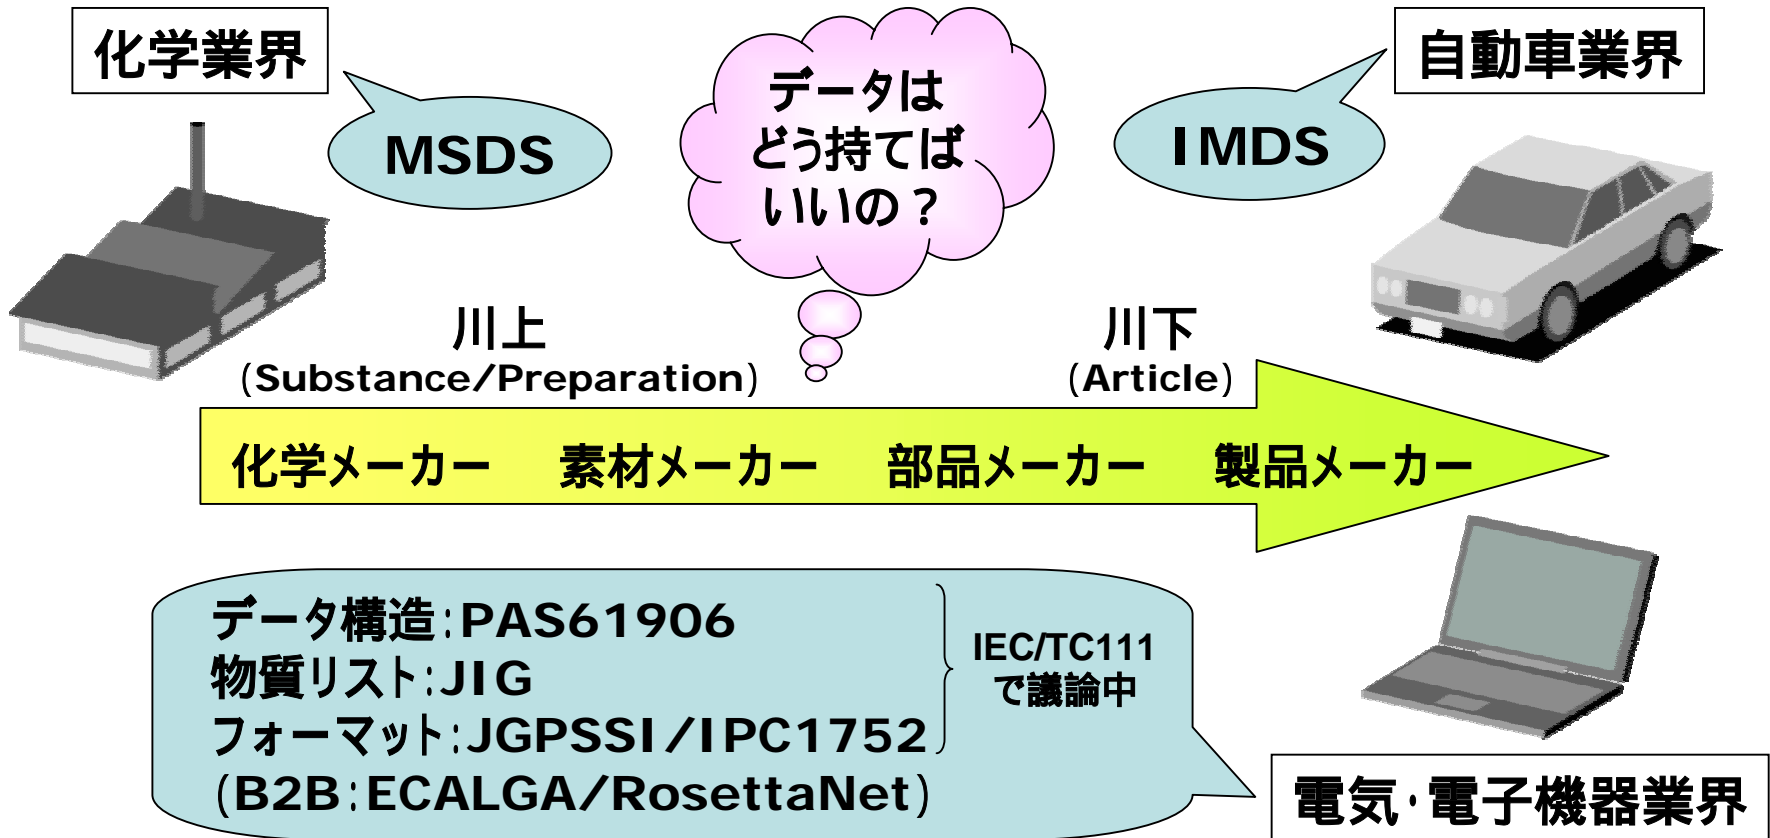 化学業界
MSDS
データは
どう持てば
いいの？
IMDS
自動車業界
川上
(Substance/Preparation)
川下
(Article)
化学メーカー 素材メーカー 部品メーカー 製品メーカー
データ構造:PAS61906
物質リスト:JIG
フォーマット:JGPSSI/IPC1752
(B2B:ECALGA/RosettaNet)
IEC/TC111
で議論中
電気・電子機器業界